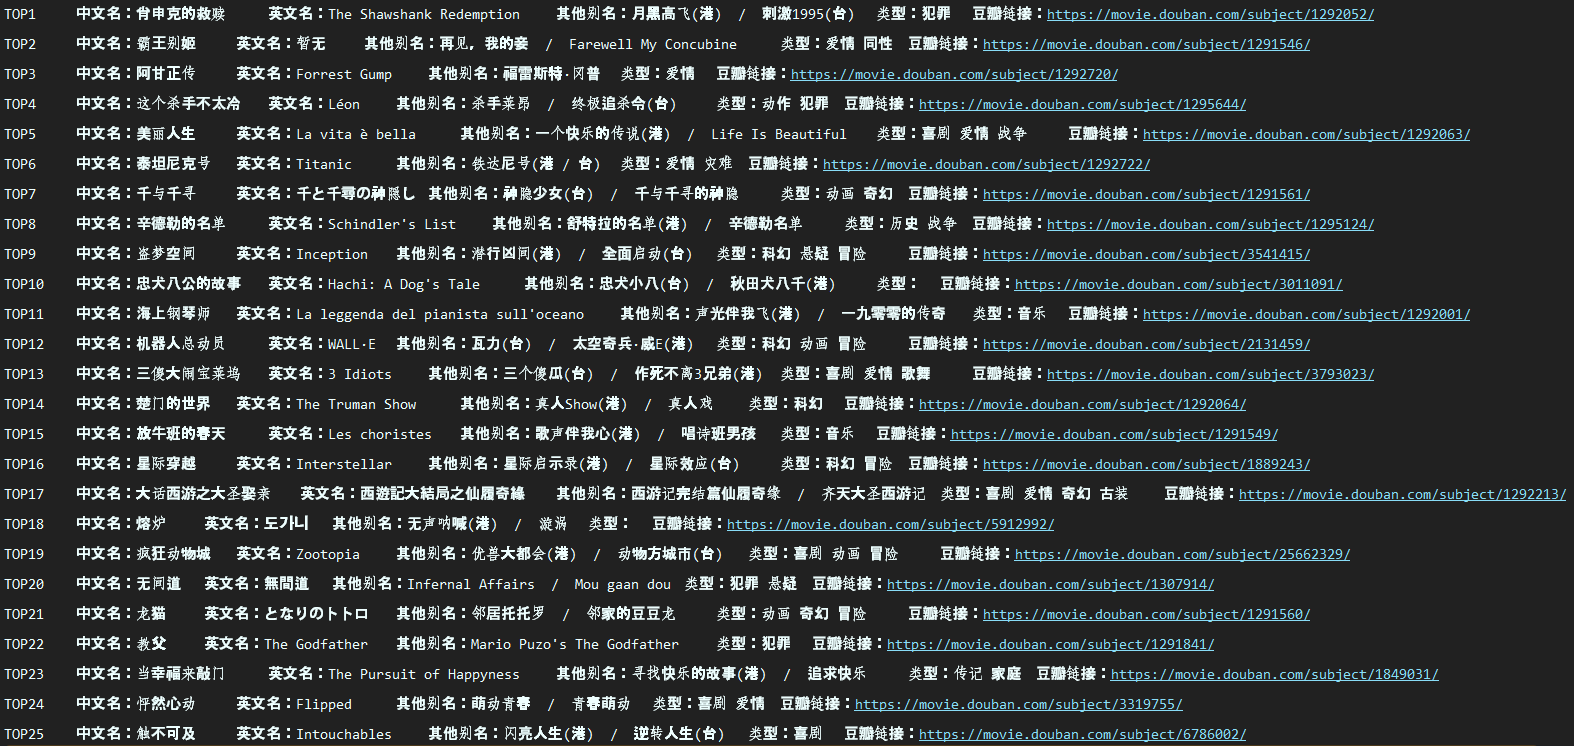 TOP1 中文名：肖申克的救赎 英文名：The Shawshank Redemption 其他别名：月黑高飞(港) / 刺激1995(台) 类型：犯罪 豆瓣链接：https://movie.douban.com/subject/1292052/
TOP2 中文名：霸王别姬 英文名：暂无 其他别名：再见，我的妾 / Farewell My Concubine 类型：爱情 同性 豆瓣链接：https://movie.douban.com/subject/1291546/
TOP3 中文名：阿甘正传 英文名：Forrest Gump 其他别名：福雷斯特·冈普 类型：爱情 豆瓣链接：https://movie.douban.com/subject/1292720/
TOP4 中文名：这个杀手不太冷 英文名：Léon 其他别名：杀手莱昂 / 终极追杀令(台) 类型：动作 犯罪 豆瓣链接：https://movie.douban.com/subject/1295644/
TOP5 中文名：美丽人生 英文名：La vita è bella 其他别名：一个快乐的传说(港) / Life Is Beautiful 类型：喜剧 爱情 战争 豆瓣链接：https://movie.douban.com/subject/1292063/
TOP6 中文名：泰坦尼克号 英文名：Titanic 其他别名：铁达尼号(港 / 台) 类型：爱情 灾难 豆瓣链接：https://movie.douban.com/subject/1292722/
TOP7 中文名：千与千寻 英文名：千と千尋の神隠し 其他别名：神隐少女(台) / 千与千寻的神隐 类型：动画 奇幻 豆瓣链接：https://movie.douban.com/subject/1291561/
TOP8 中文名：辛德勒的名单 英文名：Schindler's List 其他别名：舒特拉的名单(港) / 辛德勒名单 类型：历史 战争 豆瓣链接：https://movie.douban.com/subject/1295124/
TOP9 中文名：盗梦空间 英文名：Inception 其他别名：潜行凶间(港) / 全面启动(台) 类型：科幻 悬疑 冒险 豆瓣链接：https://movie.douban.com/subject/3541415/
TOP10 中文名：忠犬八公的故事 英文名：Hachi: A Dog's Tale 其他别名：忠犬小八(台) / 秋田犬八千(港) 类型： 豆瓣链接：https://movie.douban.com/subject/3011091/
TOP11 中文名：海上钢琴师 英文名：La leggenda del pianista sull'oceano 其他别名：声光伴我飞(港) / 一九零零的传奇 类型：音乐 豆瓣链接：https://movie.douban.com/subject/1292001/
TOP12 中文名：机器人总动员 英文名：WALL·E 其他别名：瓦力(台) / 太空奇兵·威E(港) 类型：科幻 动画 冒险 豆瓣链接：https://movie.douban.com/subject/2131459/
TOP13 中文名：三傻大闹宝莱坞 英文名：3 Idiots 其他别名：三个傻瓜(台) / 作死不离3兄弟(港) 类型：喜剧 爱情 歌舞 豆瓣链接：https://movie.douban.com/subject/3793023/
TOP14 中文名：楚门的世界 英文名：The Truman Show 其他别名：真人Show(港) / 真人戏 类型：科幻 豆瓣链接：https://movie.douban.com/subject/1292064/
TOP15 中文名：放牛班的春天 英文名：Les choristes 其他别名：歌声伴我心(港) / 唱诗班男孩 类型：音乐 豆瓣链接：https://movie.douban.com/subject/1291549/
TOP16 中文名：星际穿越 英文名：Interstellar 其他别名：星际启示录(港) / 星际效应(台) 类型：科幻 冒险 豆瓣链接：https://movie.douban.com/subject/1889243/
TOP17 中文名：大话西游之大圣娶亲 英文名：西遊記大結局之仙履奇緣 其他别名：西游记完结篇仙履奇缘 / 齐天大圣西游记 类型：喜剧 爱情 奇幻 古装 豆瓣链接：https://movie.douban.com/subject/1292213/
TOP18 中文名：熔炉 英文名：도가니 其他别名：无声呐喊(港) / 漩涡 类型： 豆瓣链接：https://movie.douban.com/subject/5912992/
TOP19 中文名：疯狂动物城 英文名：Zootopia 其他别名：优兽大都会(港) / 动物方城市(台) 类型：喜剧 动画 冒险 豆瓣链接：https://movie.douban.com/subject/25662329/
TOP20 中文名：无间道 英文名：無間道 其他别名：Infernal Affairs / Mou gaan dou 类型：犯罪 悬疑 豆瓣链接：https://movie.douban.com/subject/1307914/
TOP21 中文名：龙猫 英文名：となりのトトロ 其他别名：邻居托托罗 / 邻家的豆豆龙 类型：动画 奇幻 冒险 豆瓣链接：https://movie.douban.com/subject/1291560/
TOP22 中文名：教父 英文名：The Godfather 其他别名：Mario Puzo's The Godfather 类型：犯罪 豆瓣链接：https://movie.douban.com/subject/1291841/
TOP23 中文名：当幸福来敲门 英文名：The Pursuit of Happyness 其他别名：寻找快乐的故事(港) / 追求快乐 类型：传记 家庭 豆瓣链接：https://movie.douban.com/subject/1849031/
TOP24 中文名：怦然心动 英文名：Flipped 其他别名：萌动青春 / 青春萌动 类型：喜剧 爱情 豆瓣链接：https://movie.douban.com/subject/3319755/
TOP25 中文名：触不可及 英文名：Intouchables 其他别名：闪亮人生(港) / 逆转人生(台) 类型：喜剧 豆瓣链接：https://movie.douban.com/subject/6786002/